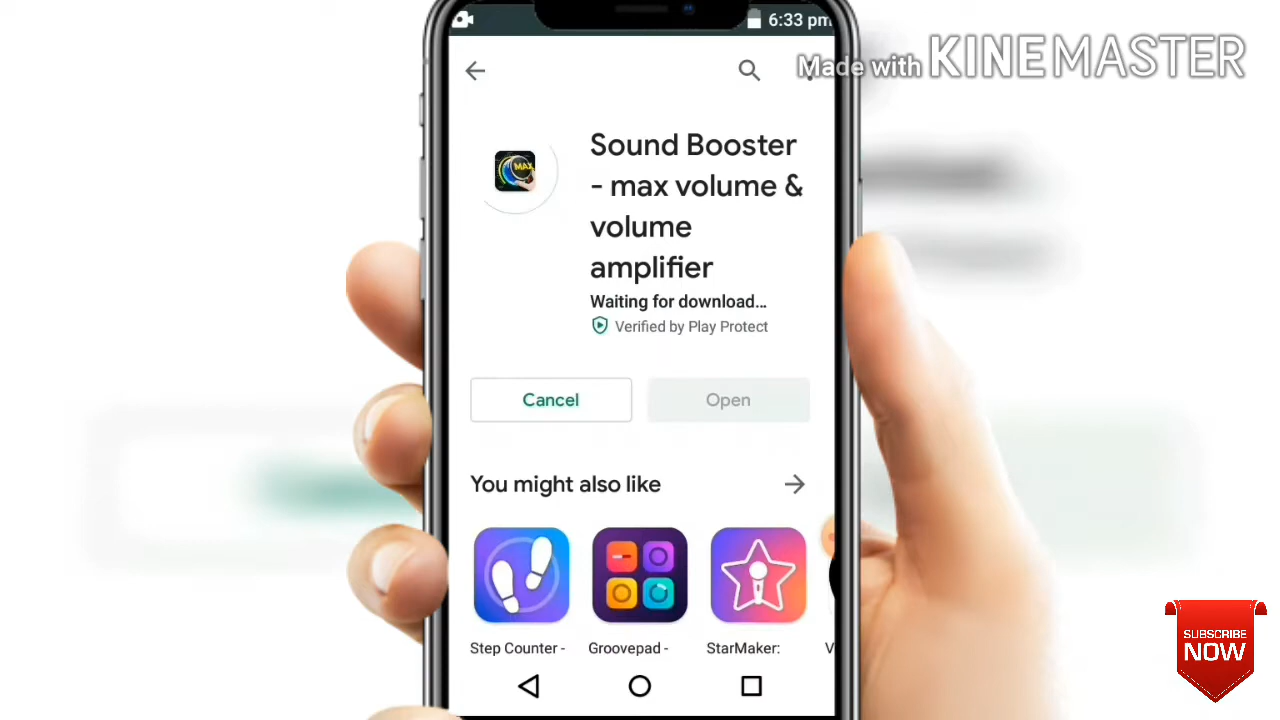 6:33 pm
Made with KINEMASTER
Sound Booster
- max volume &
volume
amplifier
Waiting for download...
Verified by Play Protect
Cancel
Open
You might also like
Step Counter -
Groovepad -
StarMaker:
V
MAX
SUBSCRIBE
NOW